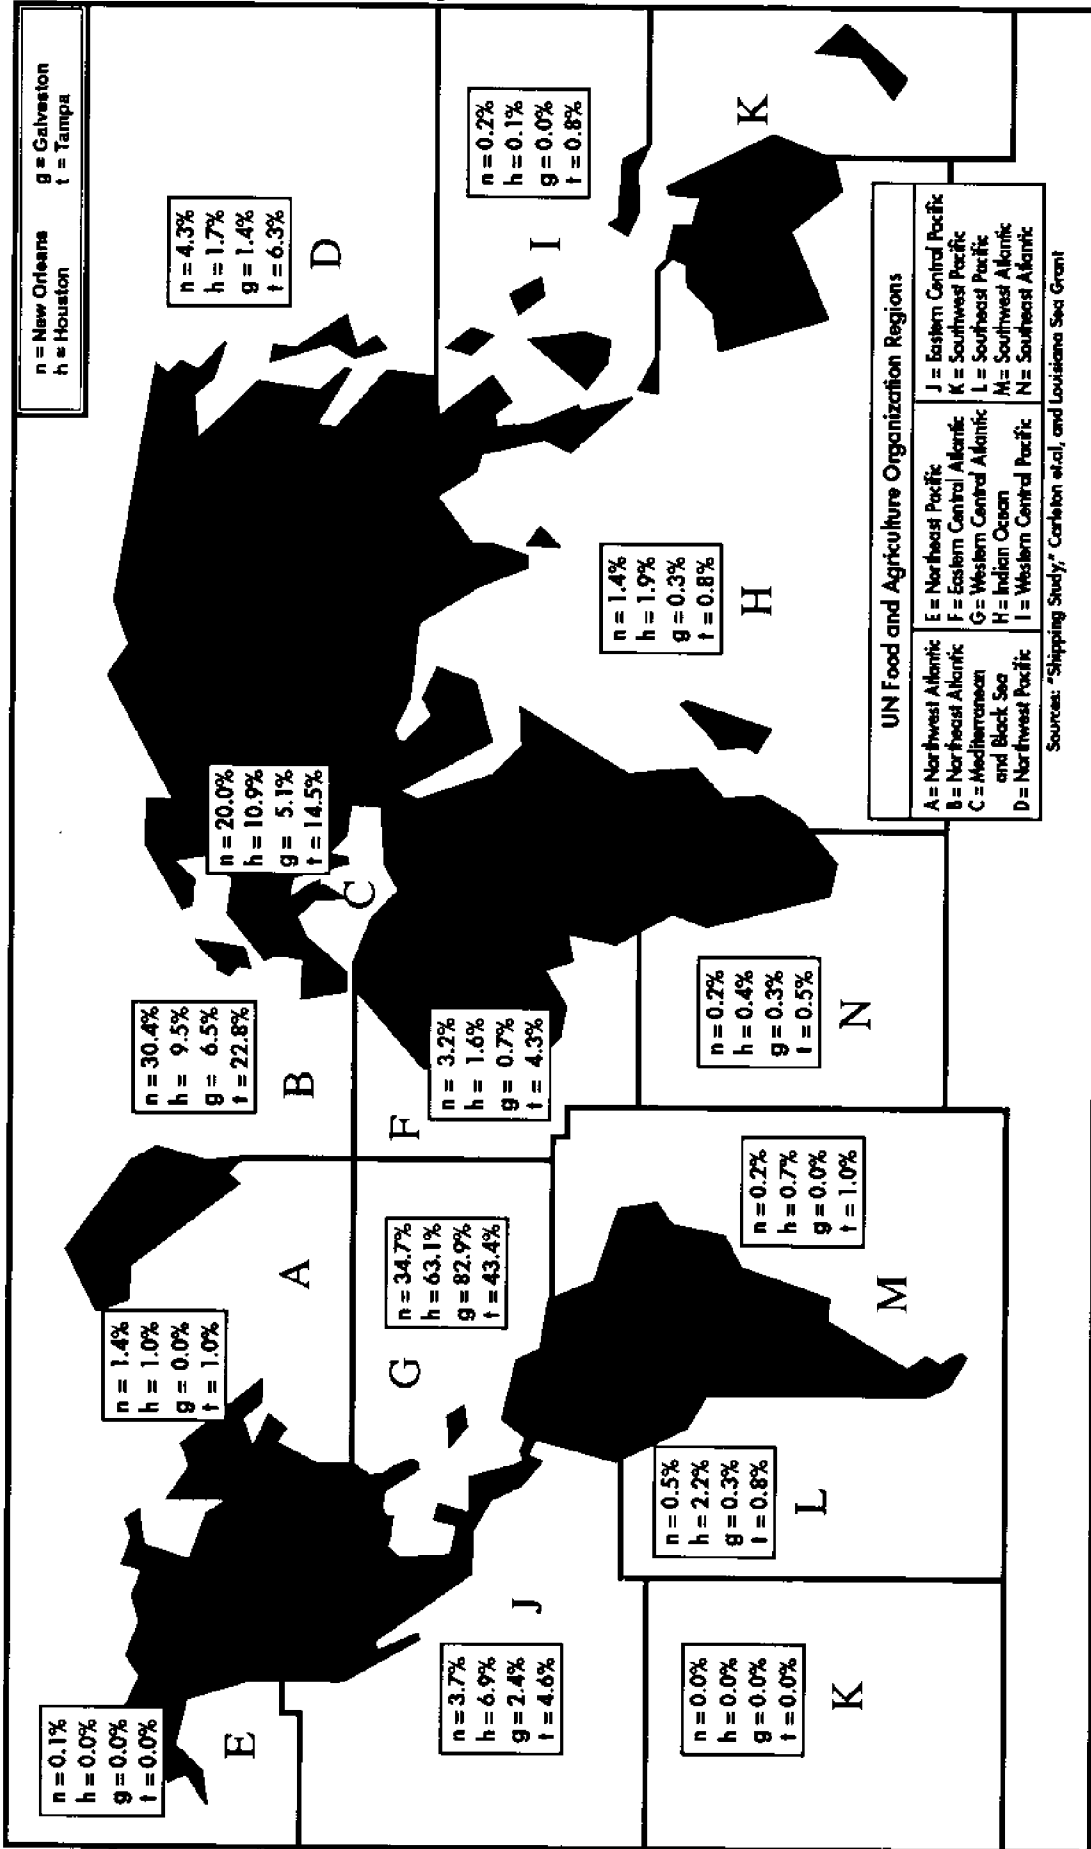 n = New Orleans g = Galveston
h = Houston t = Tampa
n = 0.1%
h = 0.0%
g = 0.0%
t = 0.0%
E
n = 1.4%
h = 1.0%
g = 0.0%
t = 1.0%
A
n = 30.4%
h = 9.5%
g = 6.5%
t = 22.8%
B
n = 20.0%
h = 10.9%
g = 5.1%
t = 14.5%
C
n = 4.3%
h = 1.7%
g = 1.4%
t = 6.3%
D
n = 3.7%
h = 6.9%
g = 2.4%
t = 4.6%
J
n = 34.7%
h = 63.1%
g = 82.9%
t = 43.4%
G
n = 3.2%
h = 1.6%
g = 0.7%
t = 4.3%
F
n = 0.2%
h = 0.1%
g = 0.0%
t = 0.8%
I
n = 0.0%
h = 0.0%
g = 0.0%
t = 0.0%
K
n = 0.5%
h = 2.2%
g = 0.3%
t = 0.8%
L
n = 0.2%
h = 0.7%
g = 0.0%
t = 1.0%
M
n = 0.2%
h = 0.4%
g = 0.3%
t = 0.5%
N
n = 1.4%
h = 1.9%
g = 0.3%
t = 0.8%
H
K
UN Food and Agriculture Organization Regions
A = Northwest Atlantic
B = Northeast Atlantic
C = Mediterranean
and Black Sea
D = Northwest Pacific
E = Northeast Pacific
F = Eastern Central Atlantic
G = Western Central Atlantic
H = Indian Ocean
I = Western Central Pacific
J = Eastern Central Pacific
K = Southwest Pacific
L = Southeast Pacific
M = Southwest Atlantic
N = Southeast Atlantic
Sources: "Shipping Study," Carleton et.al, and Louisiana Sea Grant